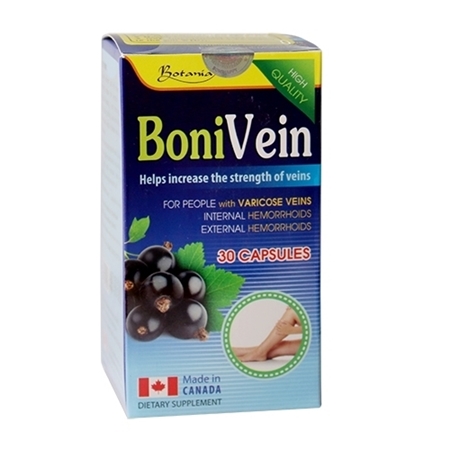 Botania
HIGH
QUALITY
BoniVein
Helps increase the strength of veins
FOR PEOPLE with VARICOSE VEINS
INTERNAL HEMORRHOIDS
EXTERNAL HEMORRHOIDS
30 CAPSULES
Made in
CANADA
DIETARY SUPPLEMENT